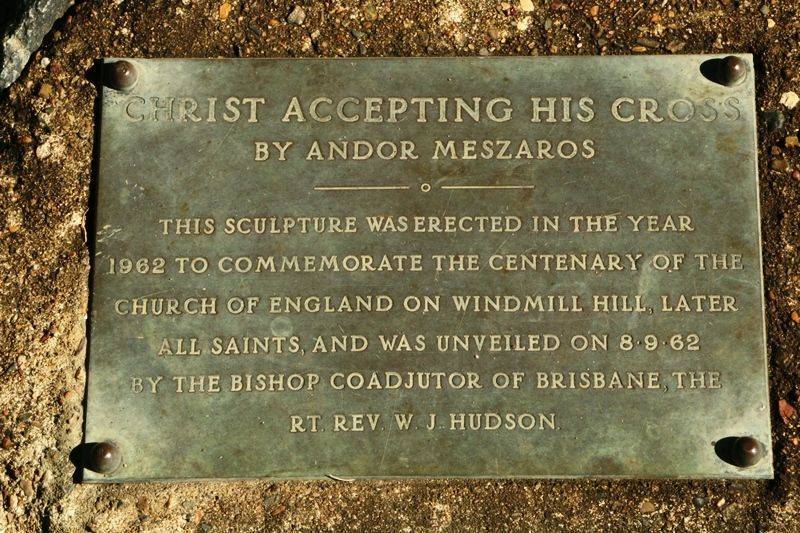 CHRIST ACCEPTING HIS CROSS
BY ANDOR MESZAROS
THIS SCULPTURE WAS ERECTED IN THE YEAR
1962 TO COMMEMORATE THE CENTENARY OF THE
CHURCH OF ENGLAND ON WINDMILL HILL, LATER
ALL SAINTS, AND WAS UNVEILED ON 8·9·62
BY THE BISHOP COADJUTOR OF BRISBANE, THE
RT. REV. W. J. HUDSON.